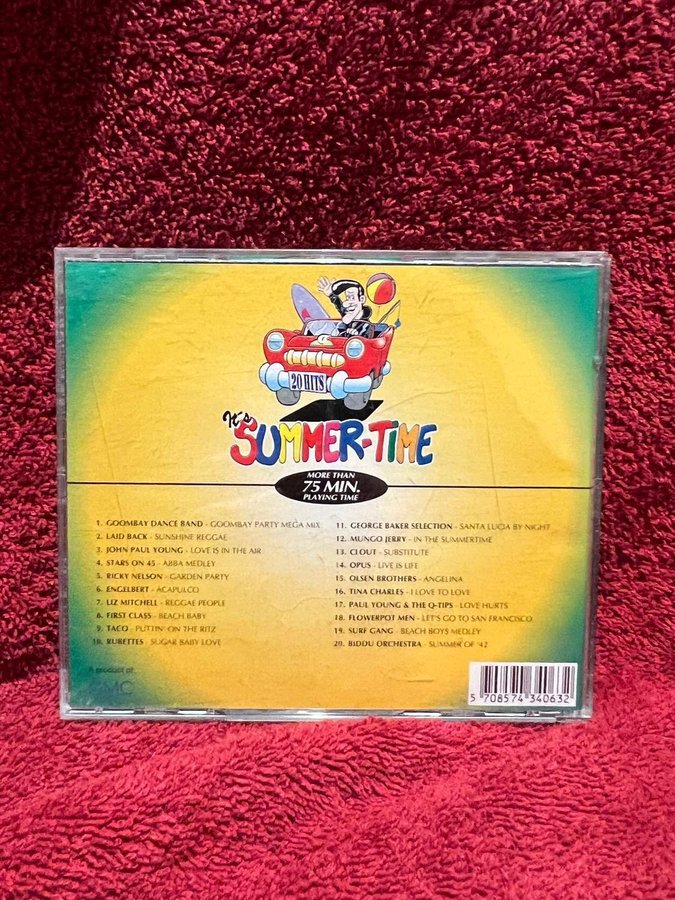 20 HITS
It's
SUMMER-TIME
MORE THAN
75 MIN.
PLAYING TIME
1. GOOMBAY DANCE BAND - GOOMBAY PARTY MEGA MIX
2. LAID BACK - SUNSHINE REGGAE
3. JOHN PAUL YOUNG - LOVE IS IN THE AIR
4. STARS ON 45 - ABBA MEDLEY
5. RICKY NELSON - GARDEN PARTY
6. ENGELBERT - ACAPULCO
7. LIZ MITCHELL - REGGAE PEOPLE
8. FIRST CLASS - BEACH BABY
9. TACO - PUTTIN' ON THE RITZ
10. RUBETTES - SUGAR BABY LOVE
11. GEORGE BAKER SELECTION - SANTA LUCIA BY NIGHT
12. MUNGO JERRY - IN THE SUMMERTIME
13. CLOUT - SUBSTITUTE
14. OPUS - LIVE IS LIFE
15. OLSEN BROTHERS - ANGELINA
16. TINA CHARLES - I LOVE TO LOVE
17. PAUL YOUNG & THE Q-TIPS - LOVE HURTS
18. FLOWERPOT MEN - LET'S GO TO SAN FRANCISCO
19. SURF GANG - BEACH BOYS MEDLEY
20. BIDDU ORCHESTRA - SUMMER OF '42
A product of
5 708574 340632